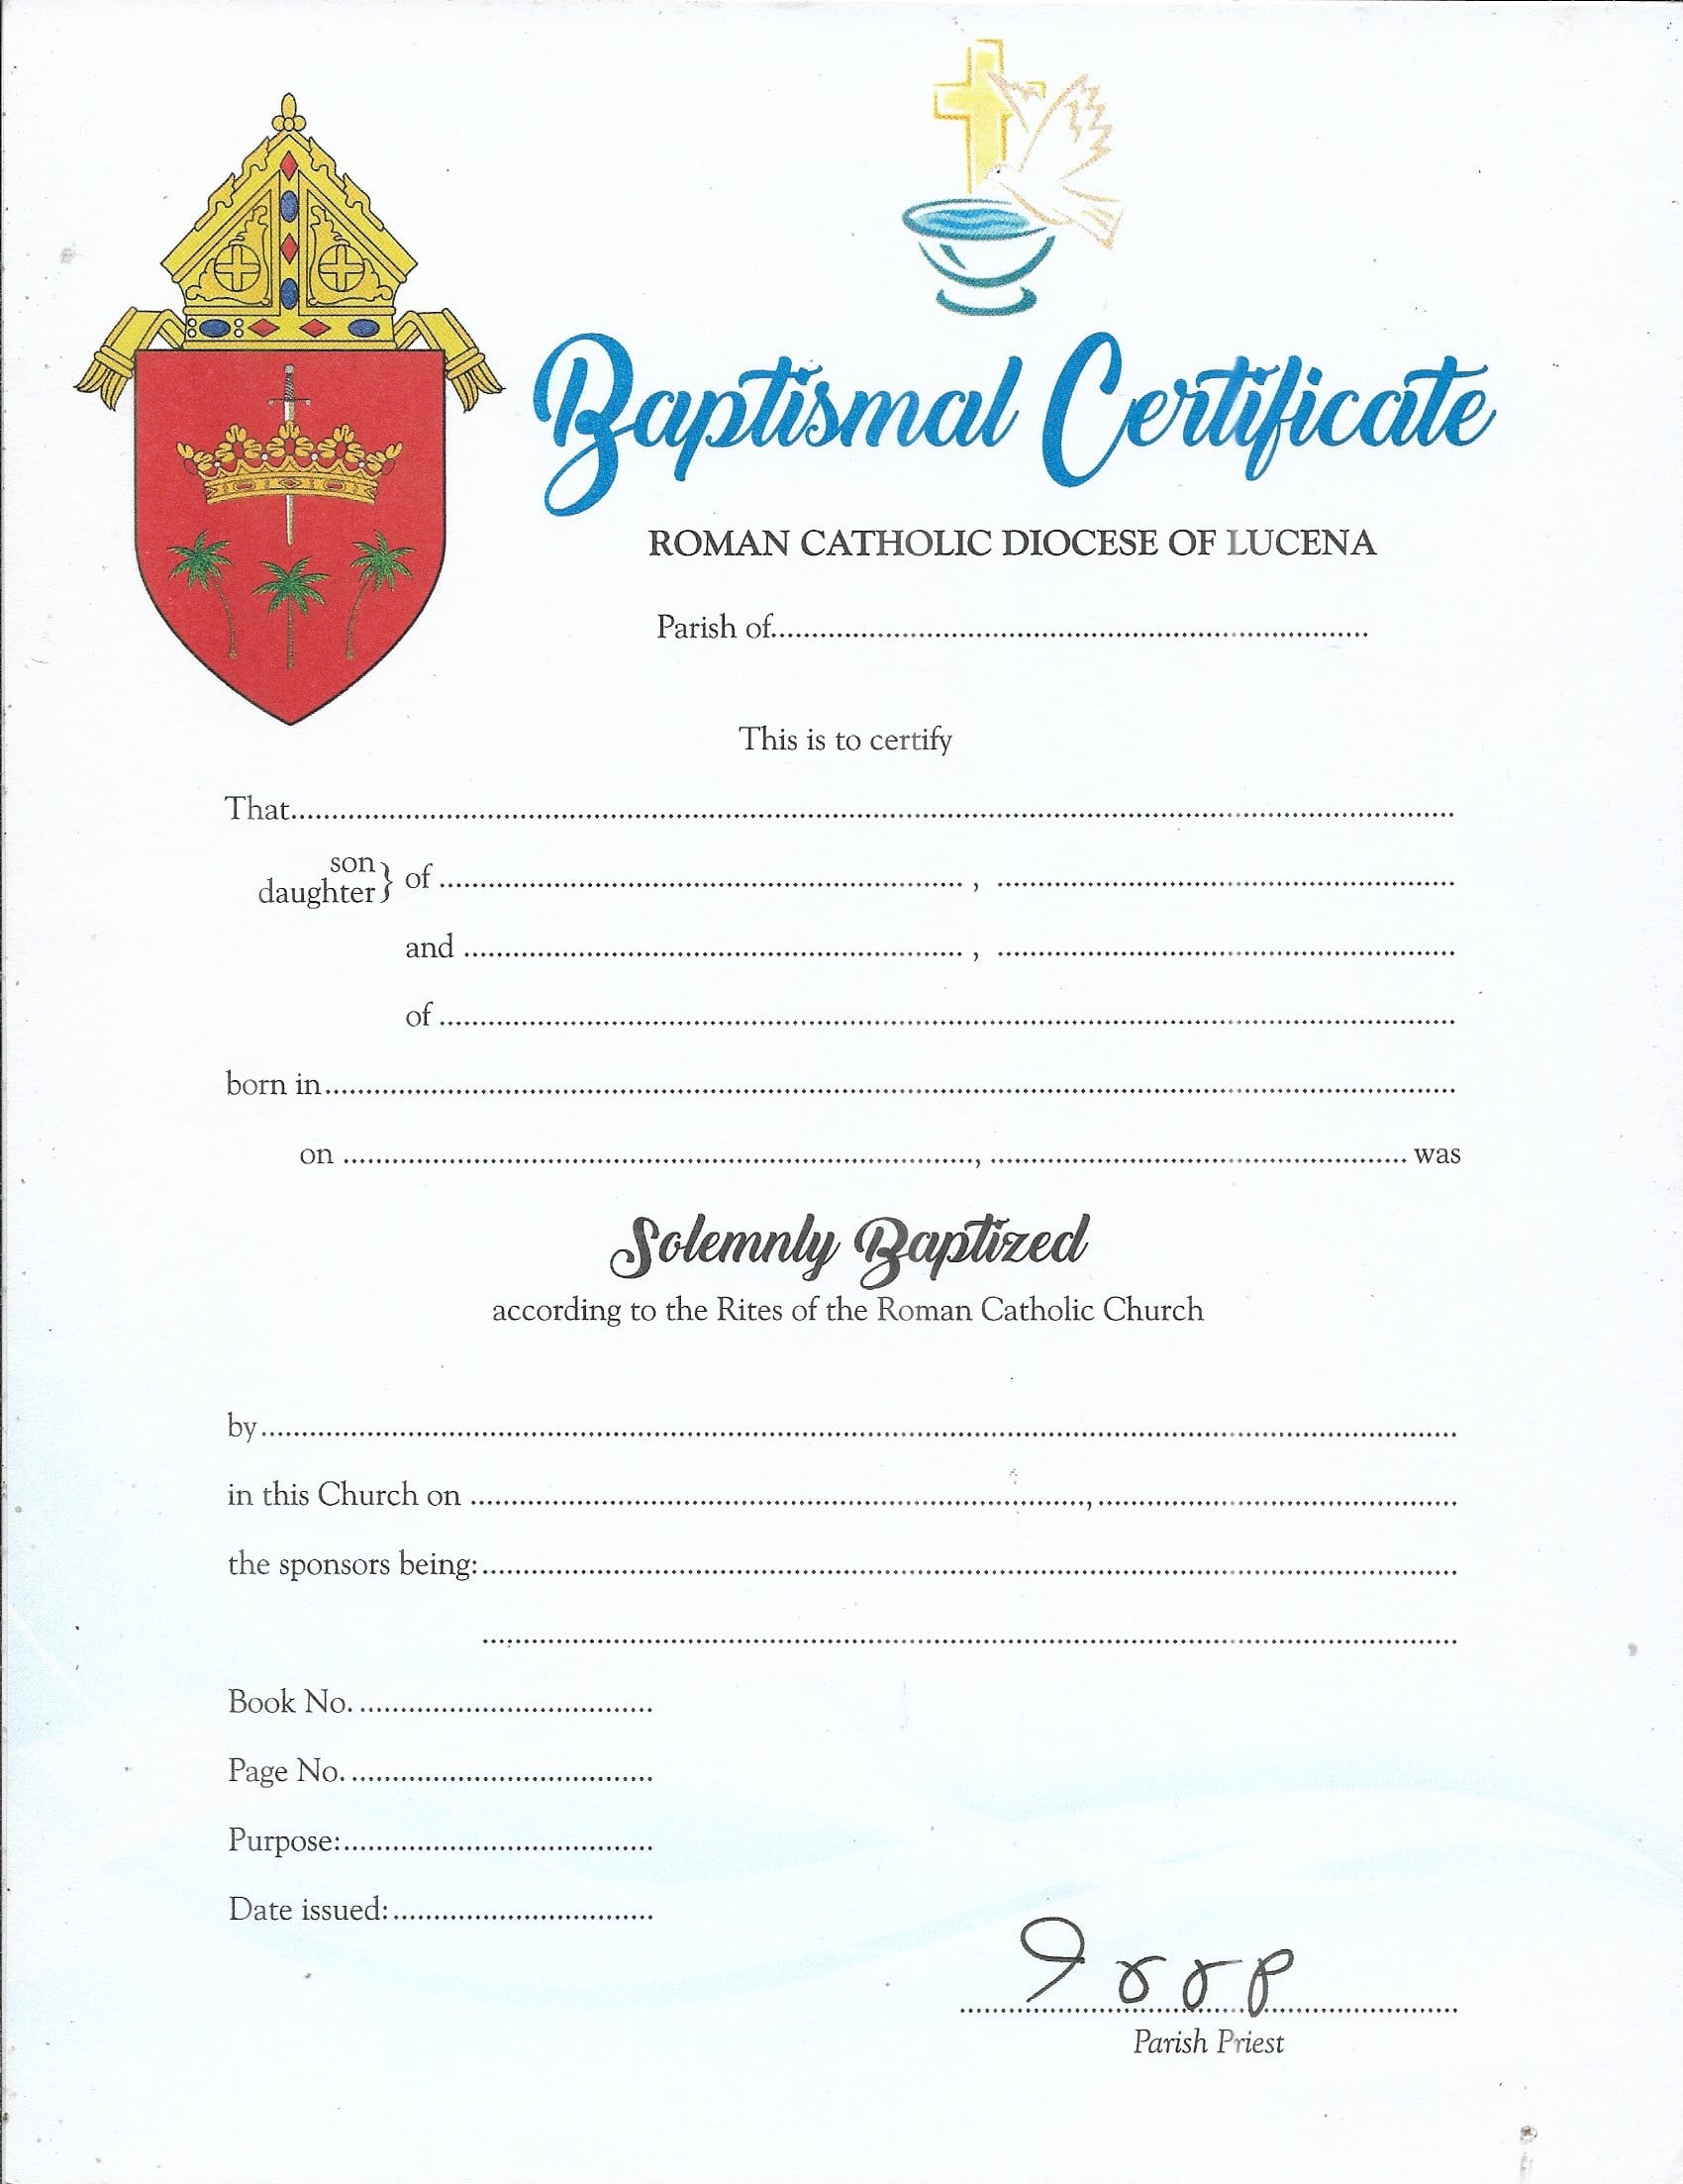 Baptismal Certificate
ROMAN CATHOLIC DIOCESE OF LUCENA
Parish of........................................................................
This is to certify
That..............................................................................................................................................
son
daughter} of ................................................................ , ........................................................
and ............................................................. , ........................................................
of ............................................................................................................................
born in..........................................................................................................................................
on ............................................................................., ................................................... was
Solemnly Baptized
according to the Rites of the Roman Catholic Church
by..................................................................................................................................................
in this Church on ..........................................................................., ............................................
the sponsors being:.......................................................................................................................
.......................................................................................................................
Book No. ....................................
Page No. .....................................
Purpose:......................................
Date issued:................................
.............................................................
Parish Priest